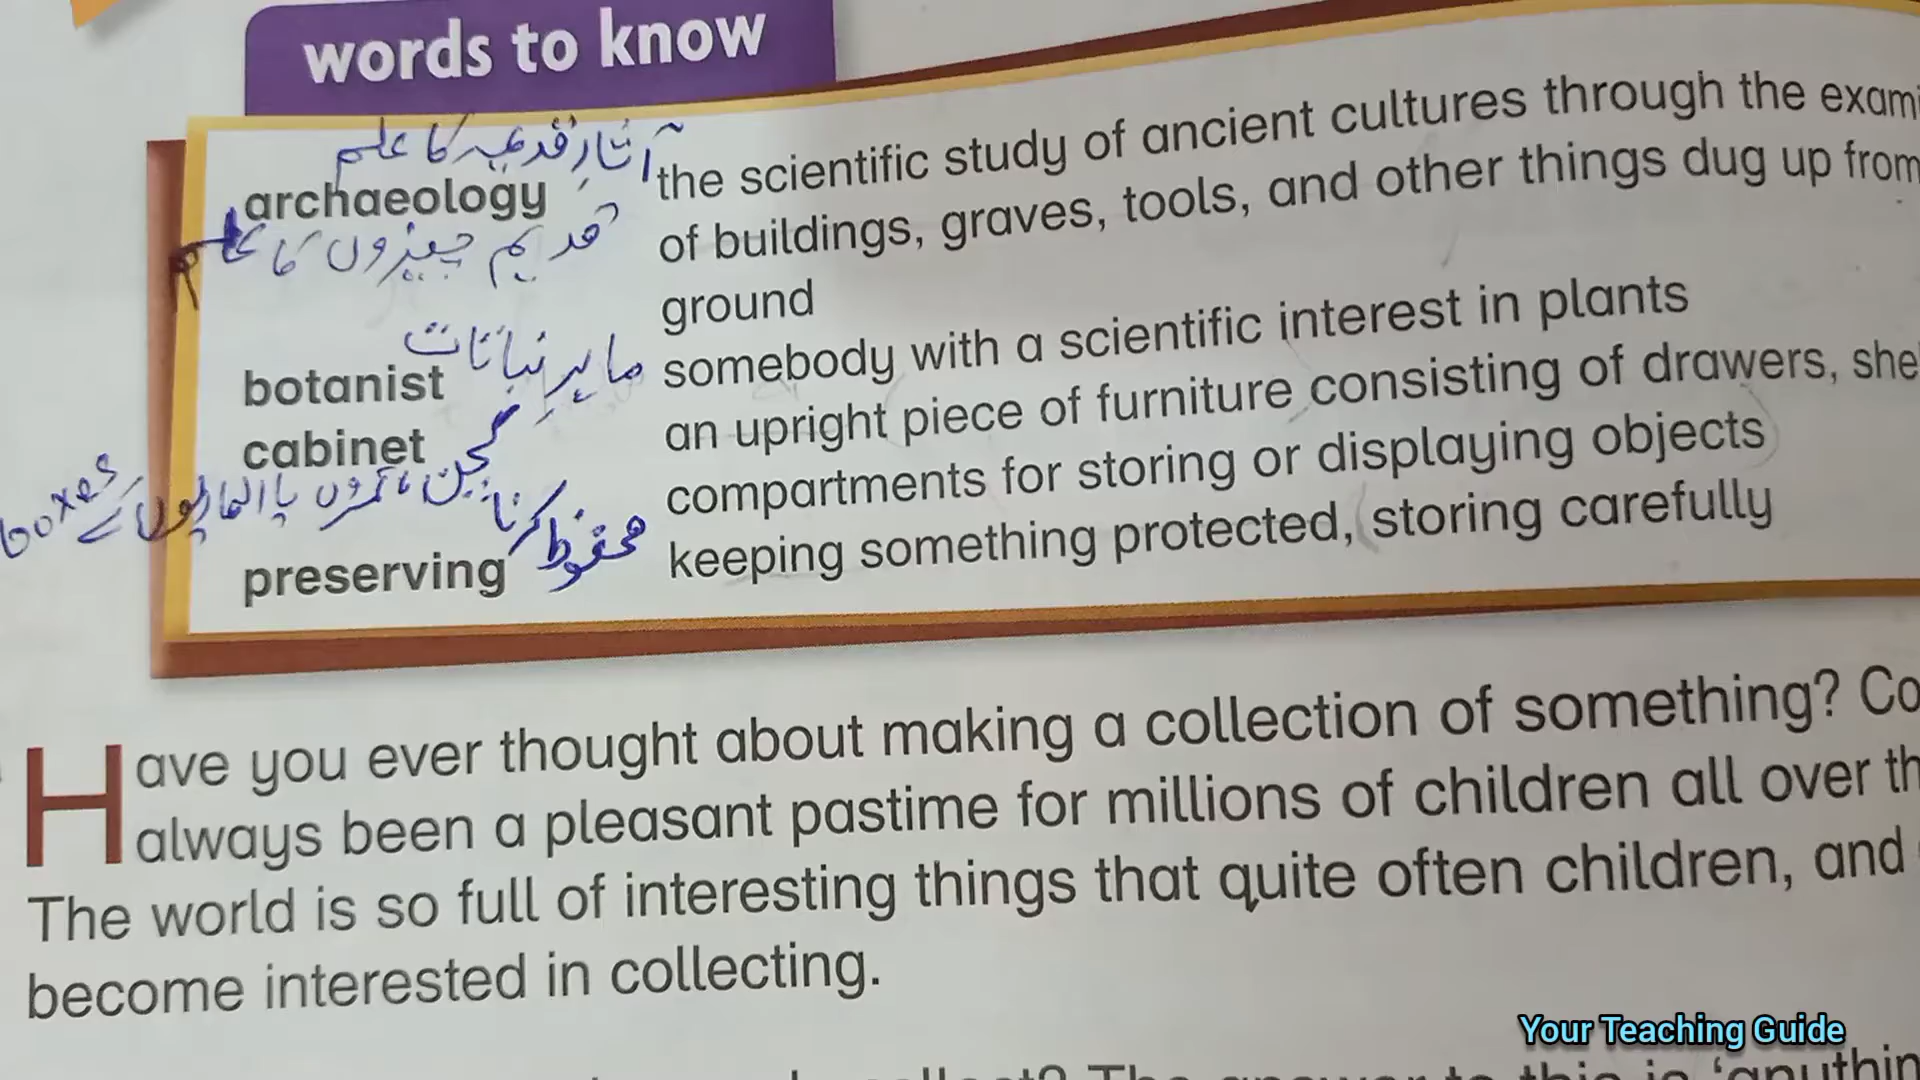 words to know
آثارِ قدیمہ کا علم
archaeology the scientific study of ancient cultures through the exami
قدیم چیزوں کا علم of buildings, graves, tools, and other things dug up from
ground
ماہرِ نباتات
botanist somebody with a scientific interest in plants
cabinet an upright piece of furniture consisting of drawers, she
کچن یا الماریوں کے boxes compartments for storing or displaying objects
محفوظ کرنا
preserving keeping something protected, storing carefully
Have you ever thought about making a collection of something? Co
always been a pleasant pastime for millions of children all over th
The world is so full of interesting things that quite often children, and
become interested in collecting.
Your Teaching Guide